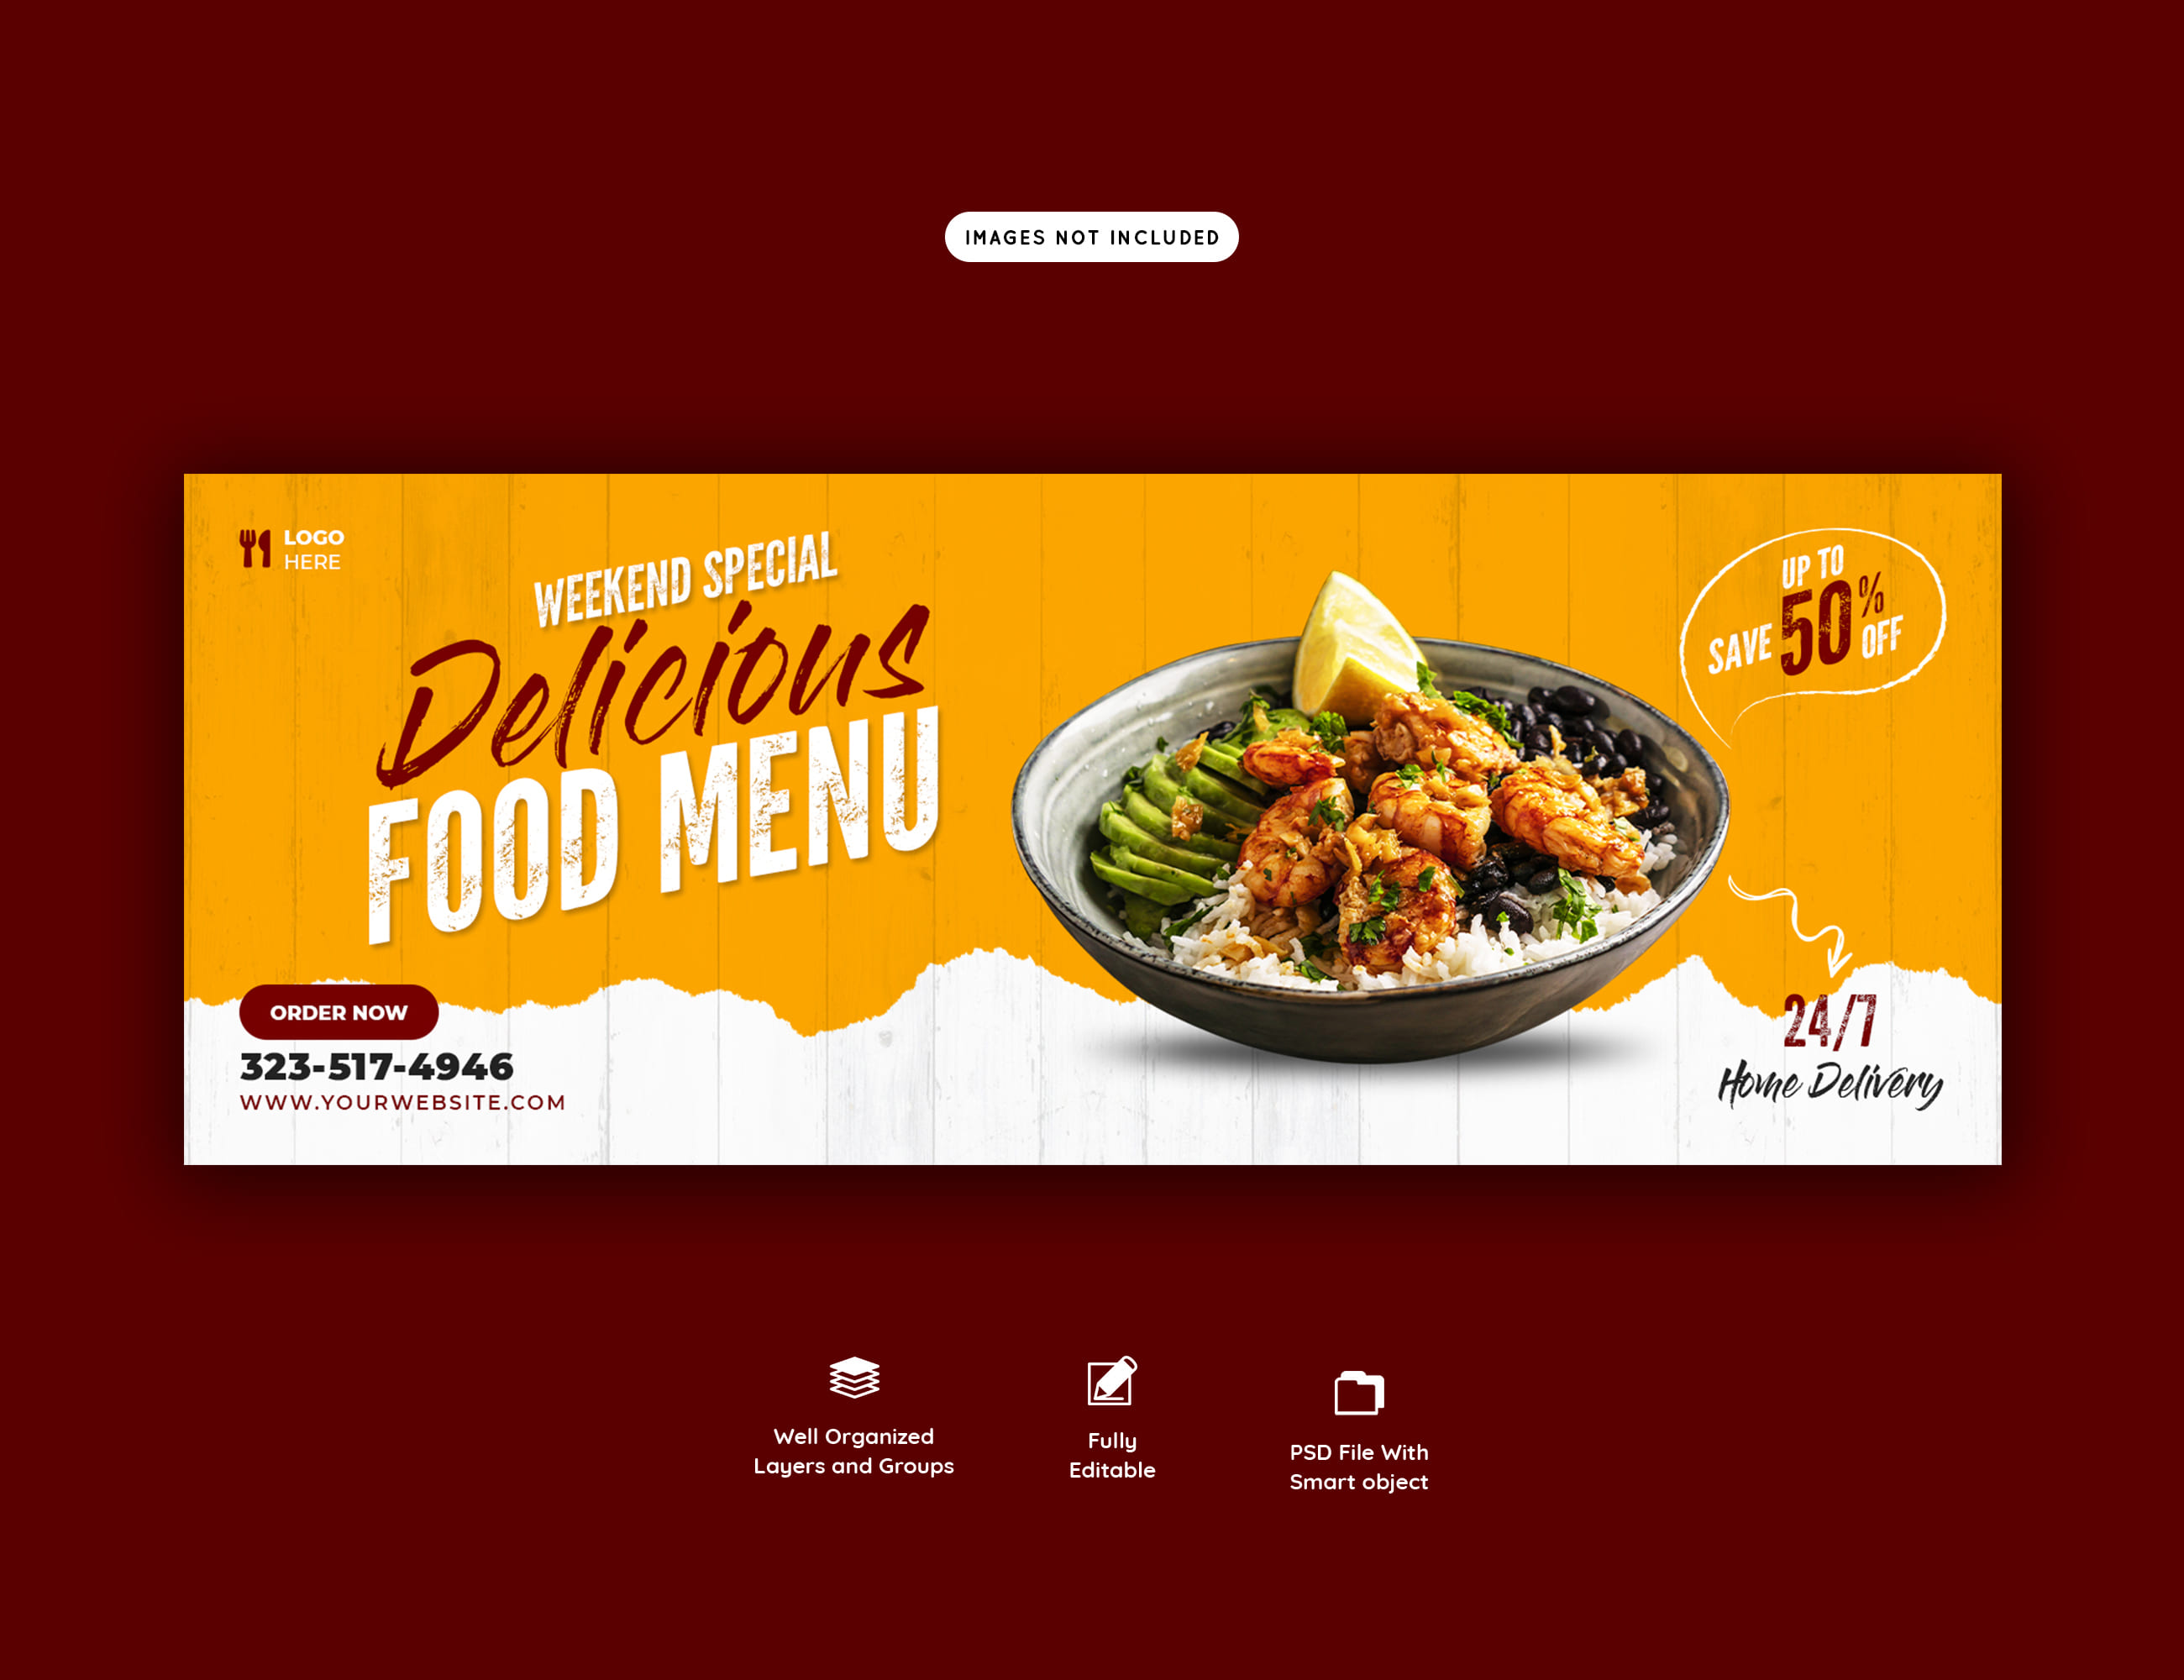 IMAGES NOT INCLUDED
LOGO
HERE
WEEKEND SPECIAL
Delicious
FOOD MENU
UP TO
SAVE 50% OFF
ORDER NOW
323-517-4946
WWW.YOURWEBSITE.COM
24/7
Home Delivery
Well Organized
Layers and Groups
Fully
Editable
PSD File With
Smart object